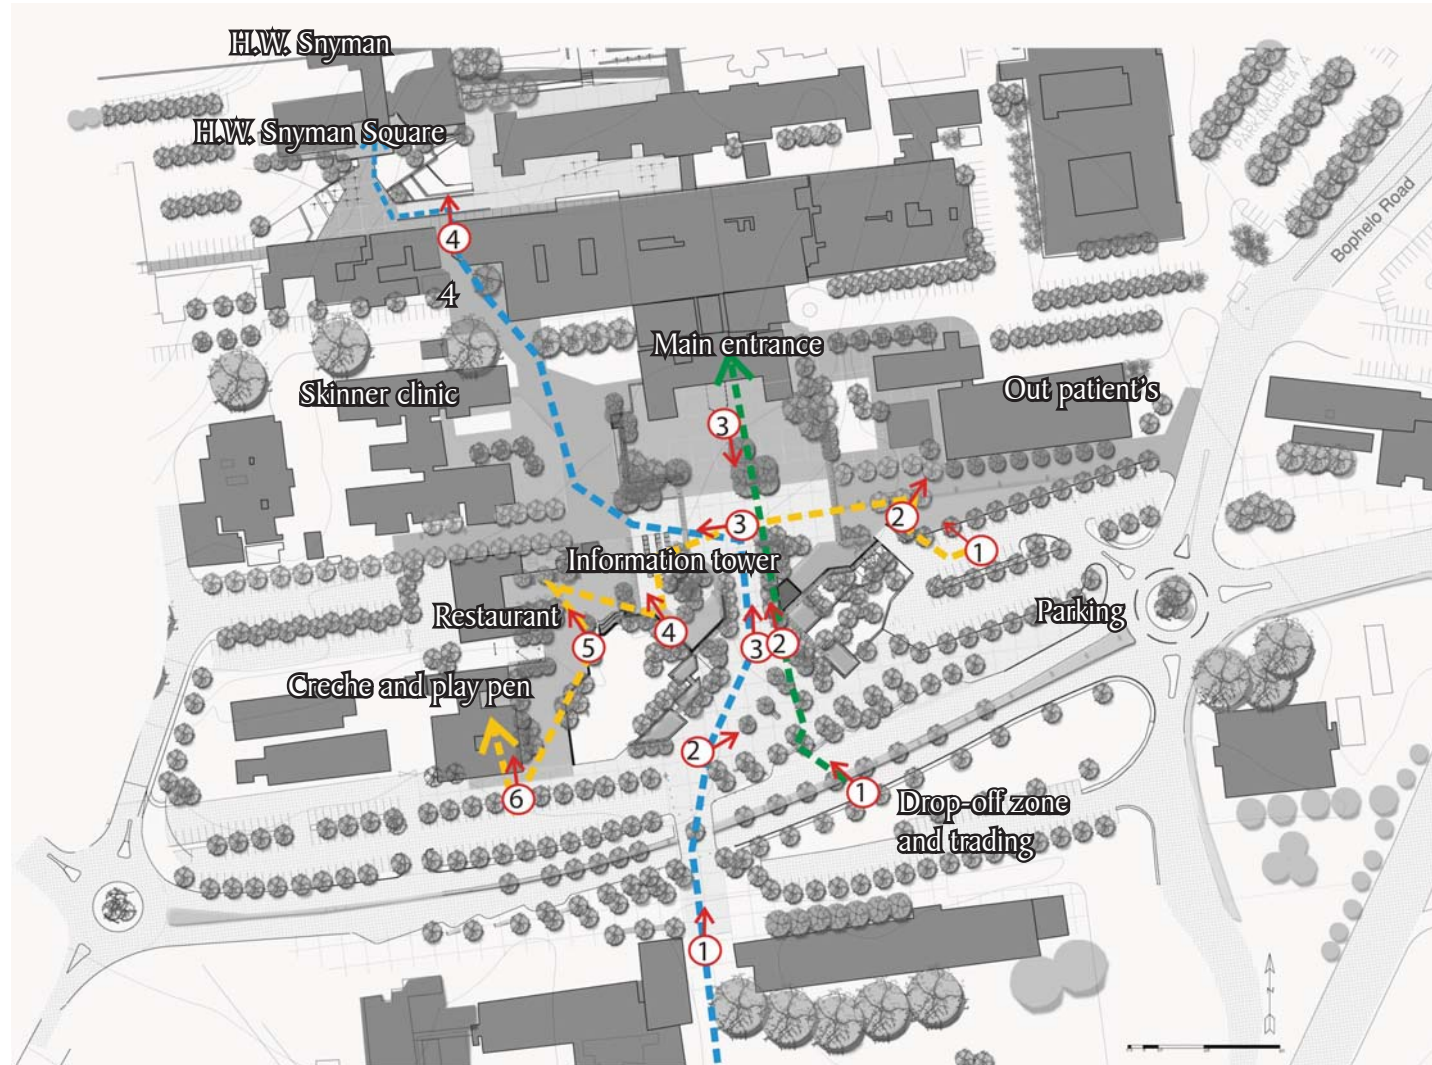 H.W. Snyman
H.W. Snyman Square
PARKING AREA A
Bophelo Road
4
4
Main entrance
Skinner clinic
Out patient's
3
3
2
1
Information tower
Restaurant
Parking
4
5
3
2
Creche and play pen
2
6
1
Drop-off zone
and trading
1
N